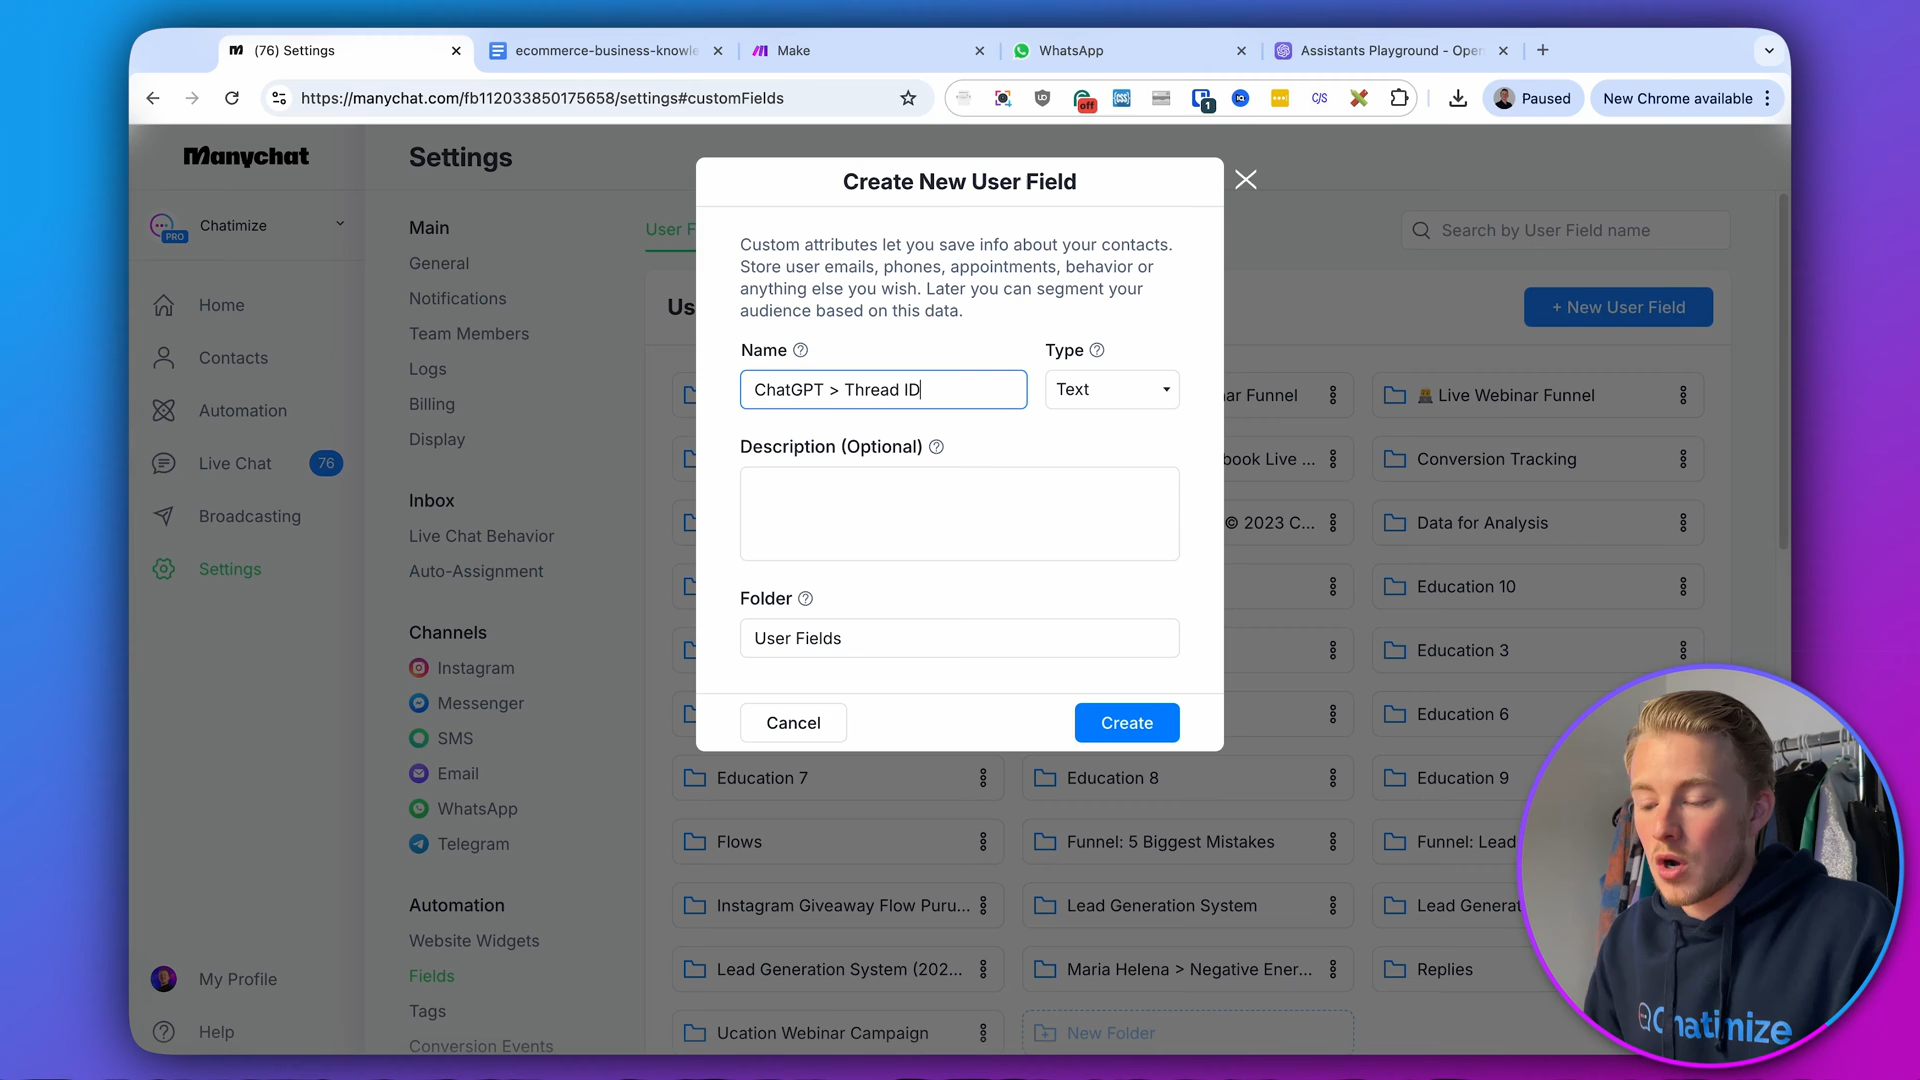 (76) Settings
ecommerce-business-knowle
Make
WhatsApp
Assistants Playground - Open
https://manychat.com/fb112033850175658/settings#customFields
off
1
C/S
Paused
New Chrome available
Manychat
Settings
Create New User Field
Chatimize
PRO
Main
User F
Search by User Field name
Custom attributes let you save info about your contacts.
Store user emails, phones, appointments, behavior or
anything else you wish. Later you can segment your
audience based on this data.
General
Home
Notifications
Us
+ New User Field
Team Members
Contacts
Name
Type
Logs
ChatGPT > Thread ID
Text
ar Funnel
Live Webinar Funnel
Billing
Automation
Display
Description (Optional)
book Live ...
Conversion Tracking
Live Chat
76
Inbox
Broadcasting
© 2023 C...
Data for Analysis
Live Chat Behavior
Settings
Auto-Assignment
Education 10
Folder
User Fields
Channels
Education 3
Instagram
Messenger
Cancel
Create
Education 6
SMS
Email
Education 7
Education 8
Education 9
WhatsApp
Telegram
Flows
Funnel: 5 Biggest Mistakes
Funnel: Lead
Automation
Instagram Giveaway Flow Puru...
Lead Generation System
Lead Generat
Website Widgets
My Profile
Fields
Lead Generation System (202...
Maria Helena > Negative Ener...
Replies
Tags
Help
Ucation Webinar Campaign
New Folder
Conversion Events
Chatimize